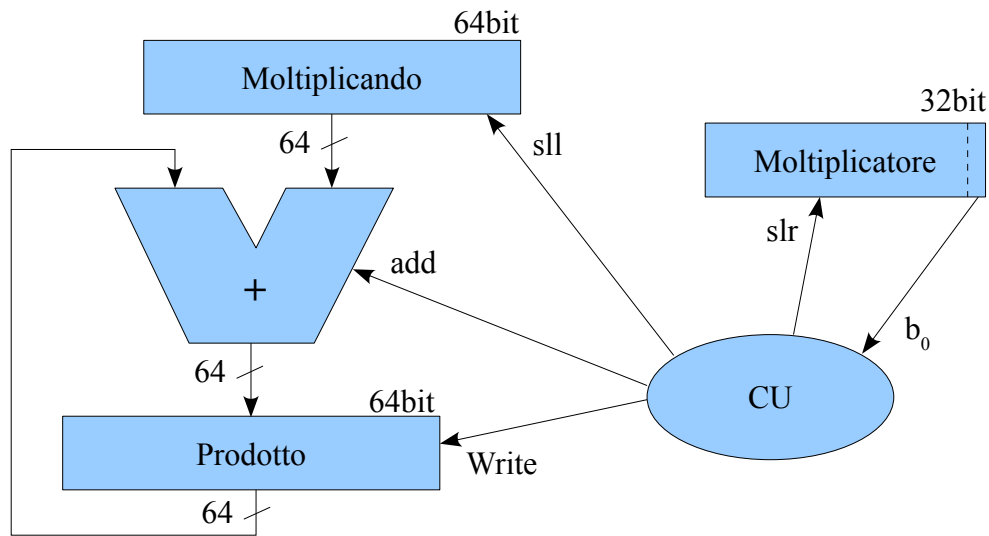 64bit
Moltiplicando
32bit
64
sll
Moltiplicatore
slr
add
+
b₀
64
CU
64bit
Prodotto
Write
64